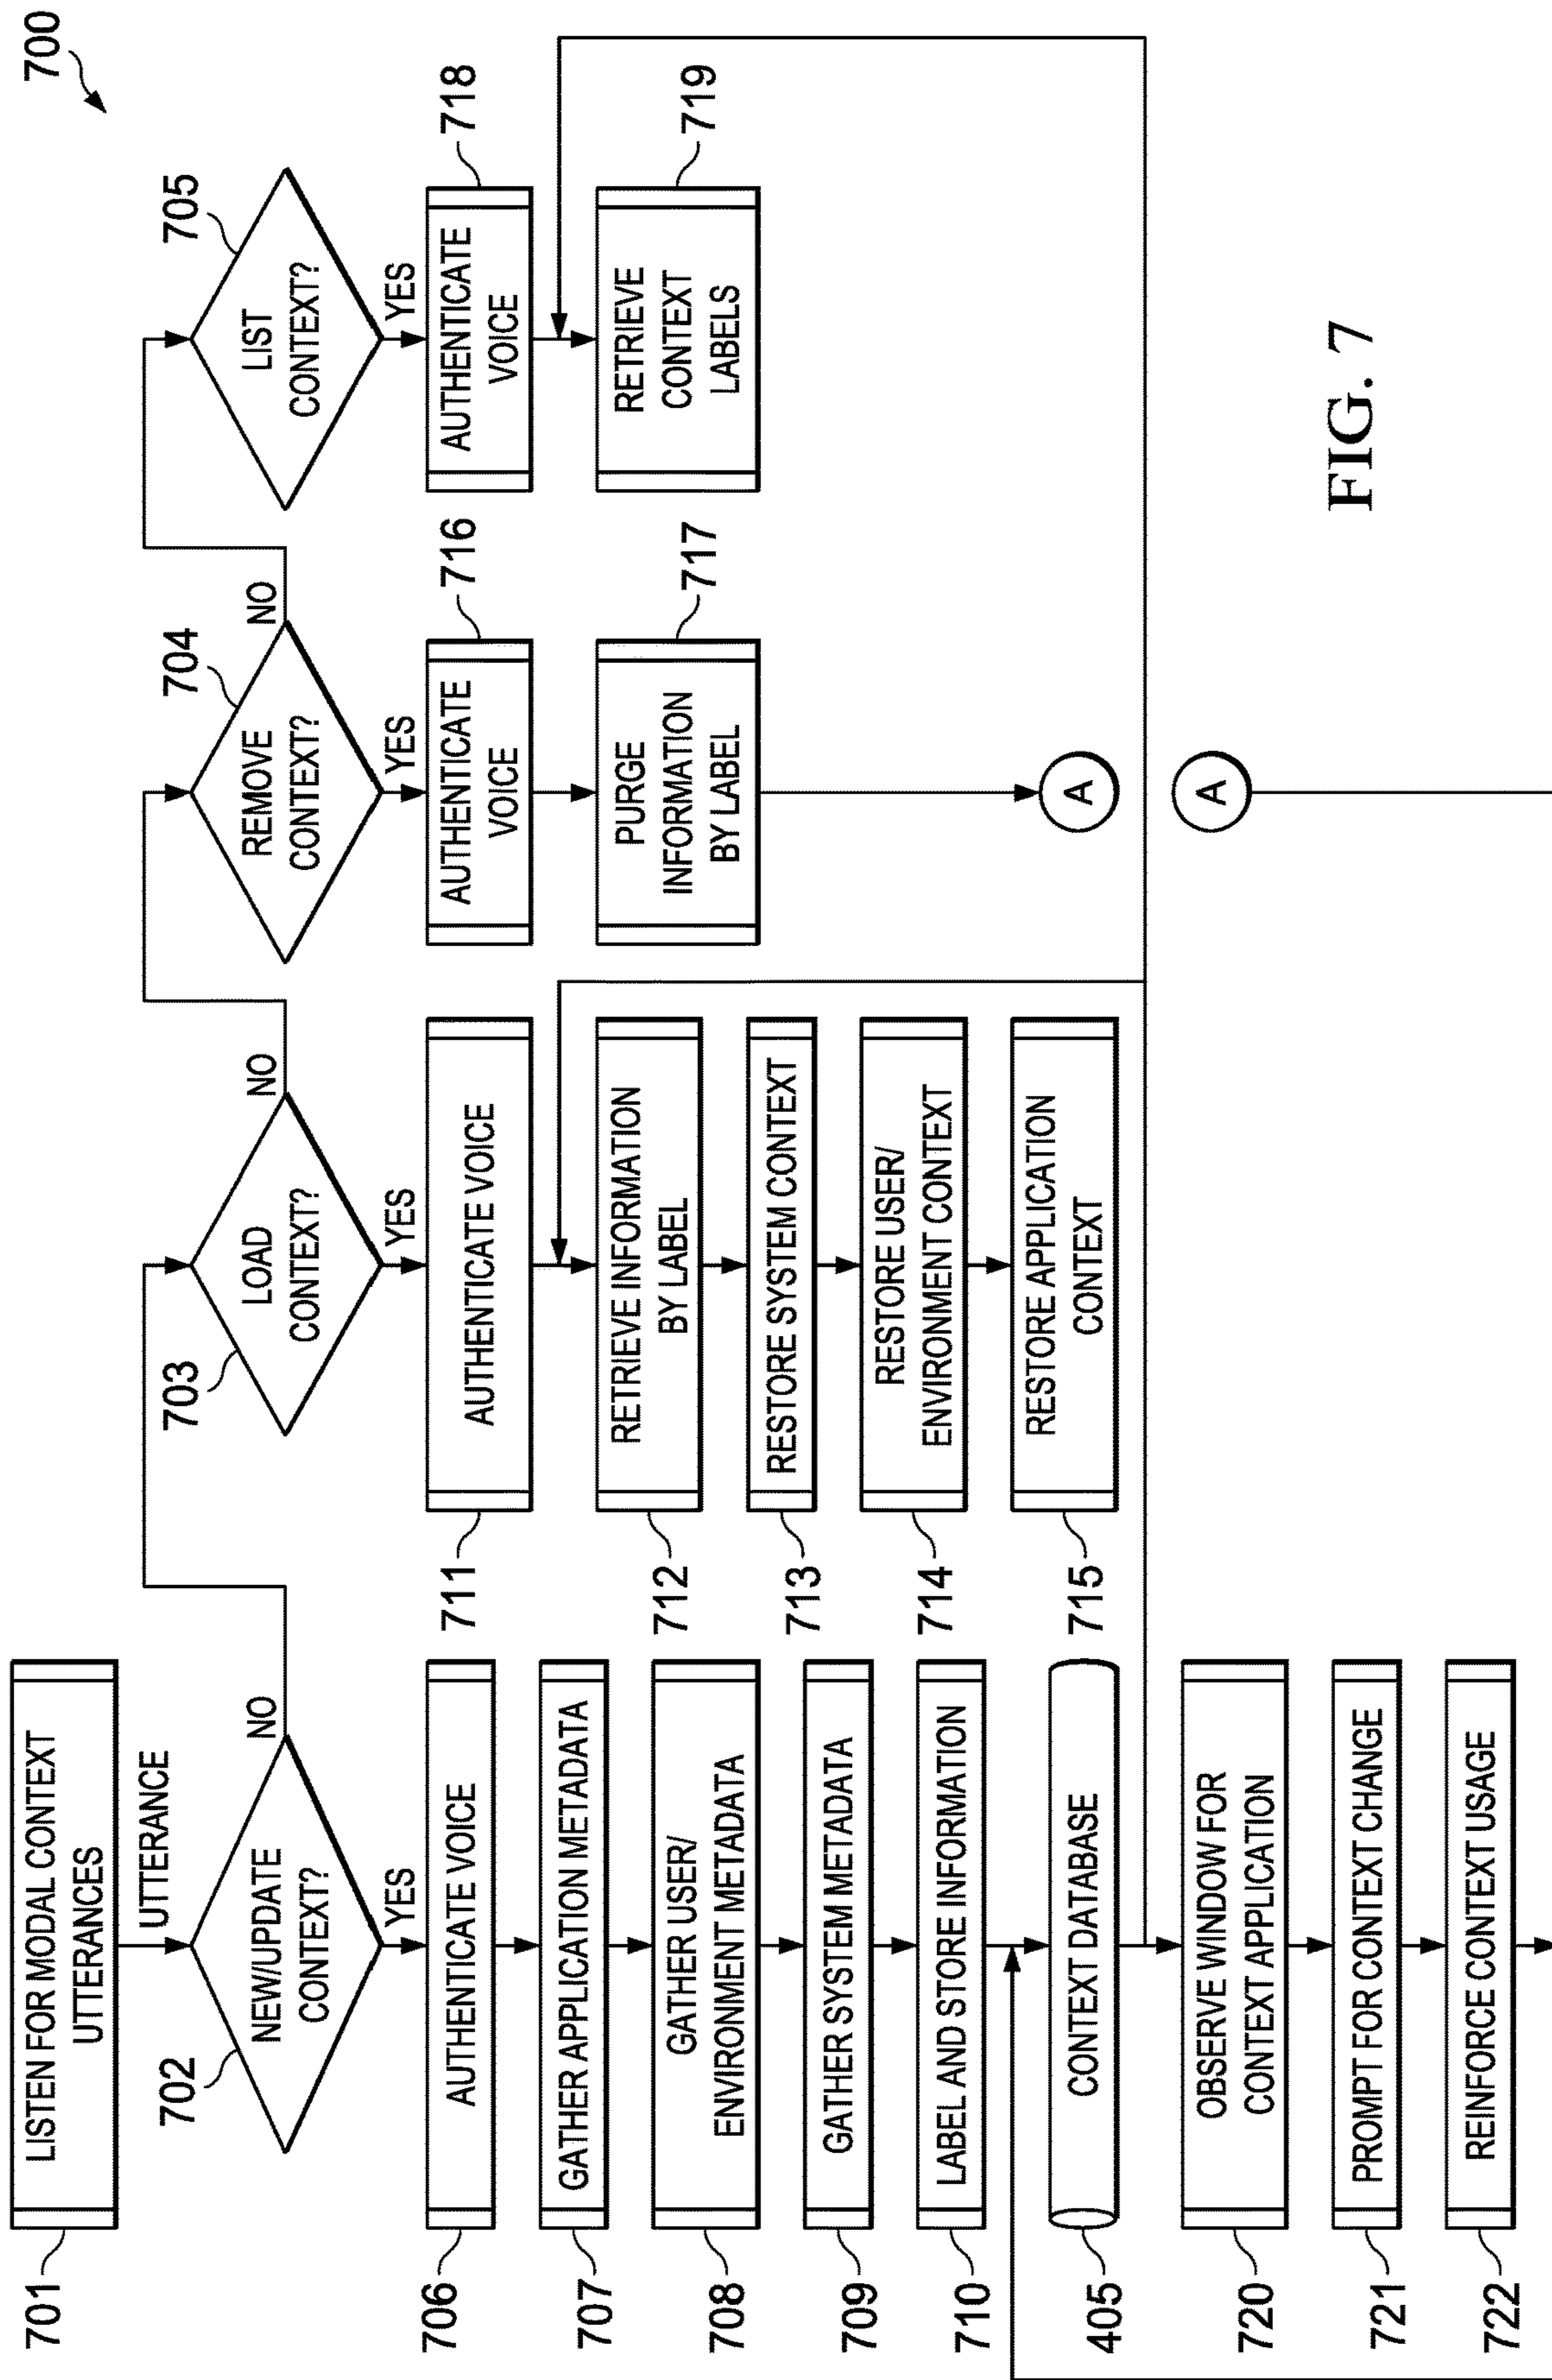 700
701
LISTEN FOR MODAL CONTEXT
UTTERANCES
UTTERANCE
702
NEW/UPDATE
CONTEXT?
NO
YES
703
LOAD
CONTEXT?
NO
YES
704
REMOVE
CONTEXT?
NO
YES
705
LIST
CONTEXT?
YES
706
AUTHENTICATE VOICE
707
GATHER APPLICATION METADATA
708
GATHER USER/
ENVIRONMENT METADATA
709
GATHER SYSTEM METADATA
710
LABEL AND STORE INFORMATION
405
CONTEXT DATABASE
720
OBSERVE WINDOW FOR
CONTEXT APPLICATION
721
PROMPT FOR CONTEXT CHANGE
722
REINFORCE CONTEXT USAGE
711
AUTHENTICATE VOICE
712
RETRIEVE INFORMATION
BY LABEL
713
RESTORE SYSTEM CONTEXT
714
RESTORE USER/
ENVIRONMENT CONTEXT
715
RESTORE APPLICATION
CONTEXT
716
AUTHENTICATE
VOICE
717
PURGE
INFORMATION
BY LABEL
A
A
718
AUTHENTICATE
VOICE
719
RETRIEVE
CONTEXT
LABELS
FIG. 7